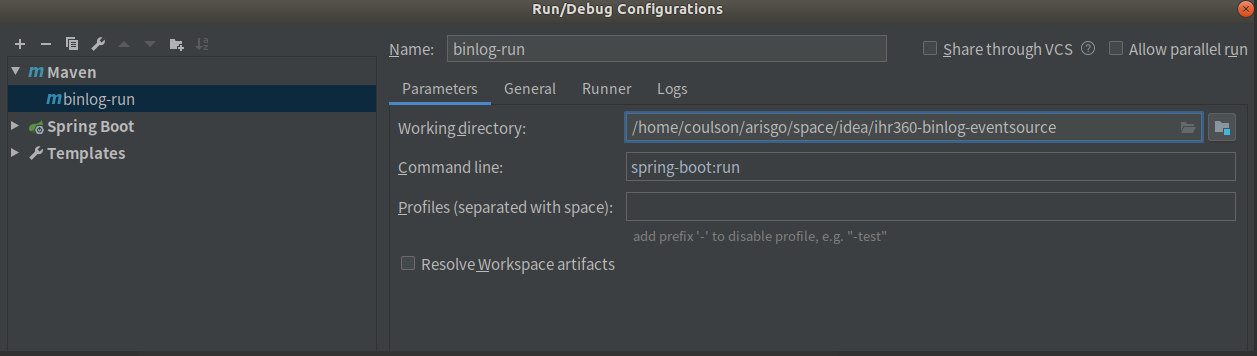 Run/Debug Configurations
Name: binlog-run Share through VCS ? Allow parallel run
Maven
binlog-run
Spring Boot
Templates
Parameters General Runner Logs
Working directory: /home/coulson/arisgo/space/idea/ihr360-binlog-eventsource
Command line: spring-boot:run
Profiles (separated with space):
add prefix '-' to disable profile, e.g. "-test"
Resolve Workspace artifacts